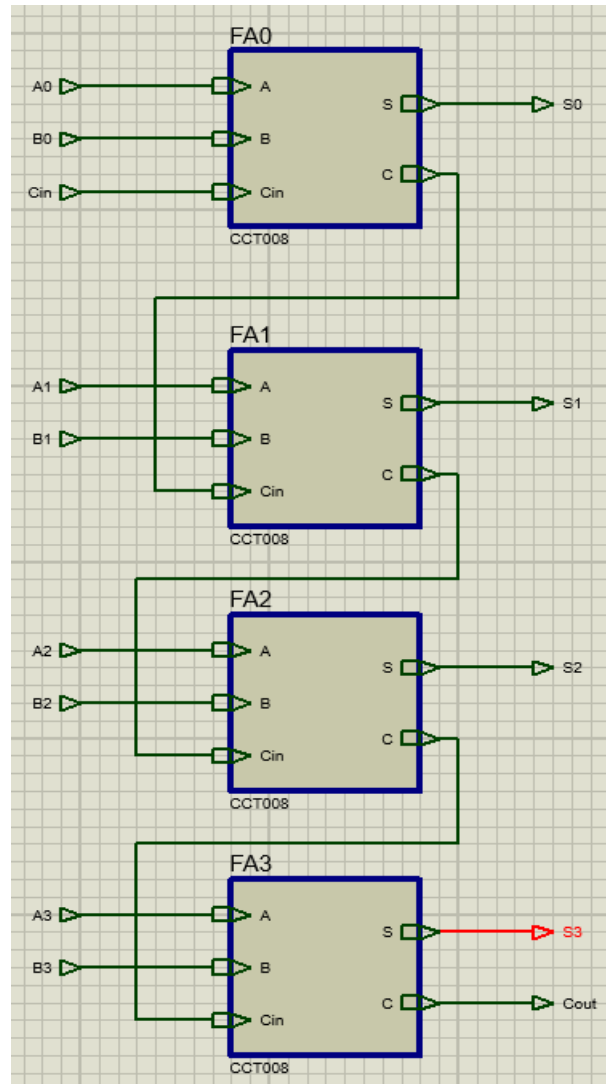 FA0
A0 A S S0
B0 B
C
Cin Cin
CCT008
FA1
A1 A S S1
B1 B
C
Cin
CCT008
FA2
A2 A S S2
B2 B
C
Cin
CCT008
FA3
A3 A S S3
B3 B
C Cout
Cin
CCT008